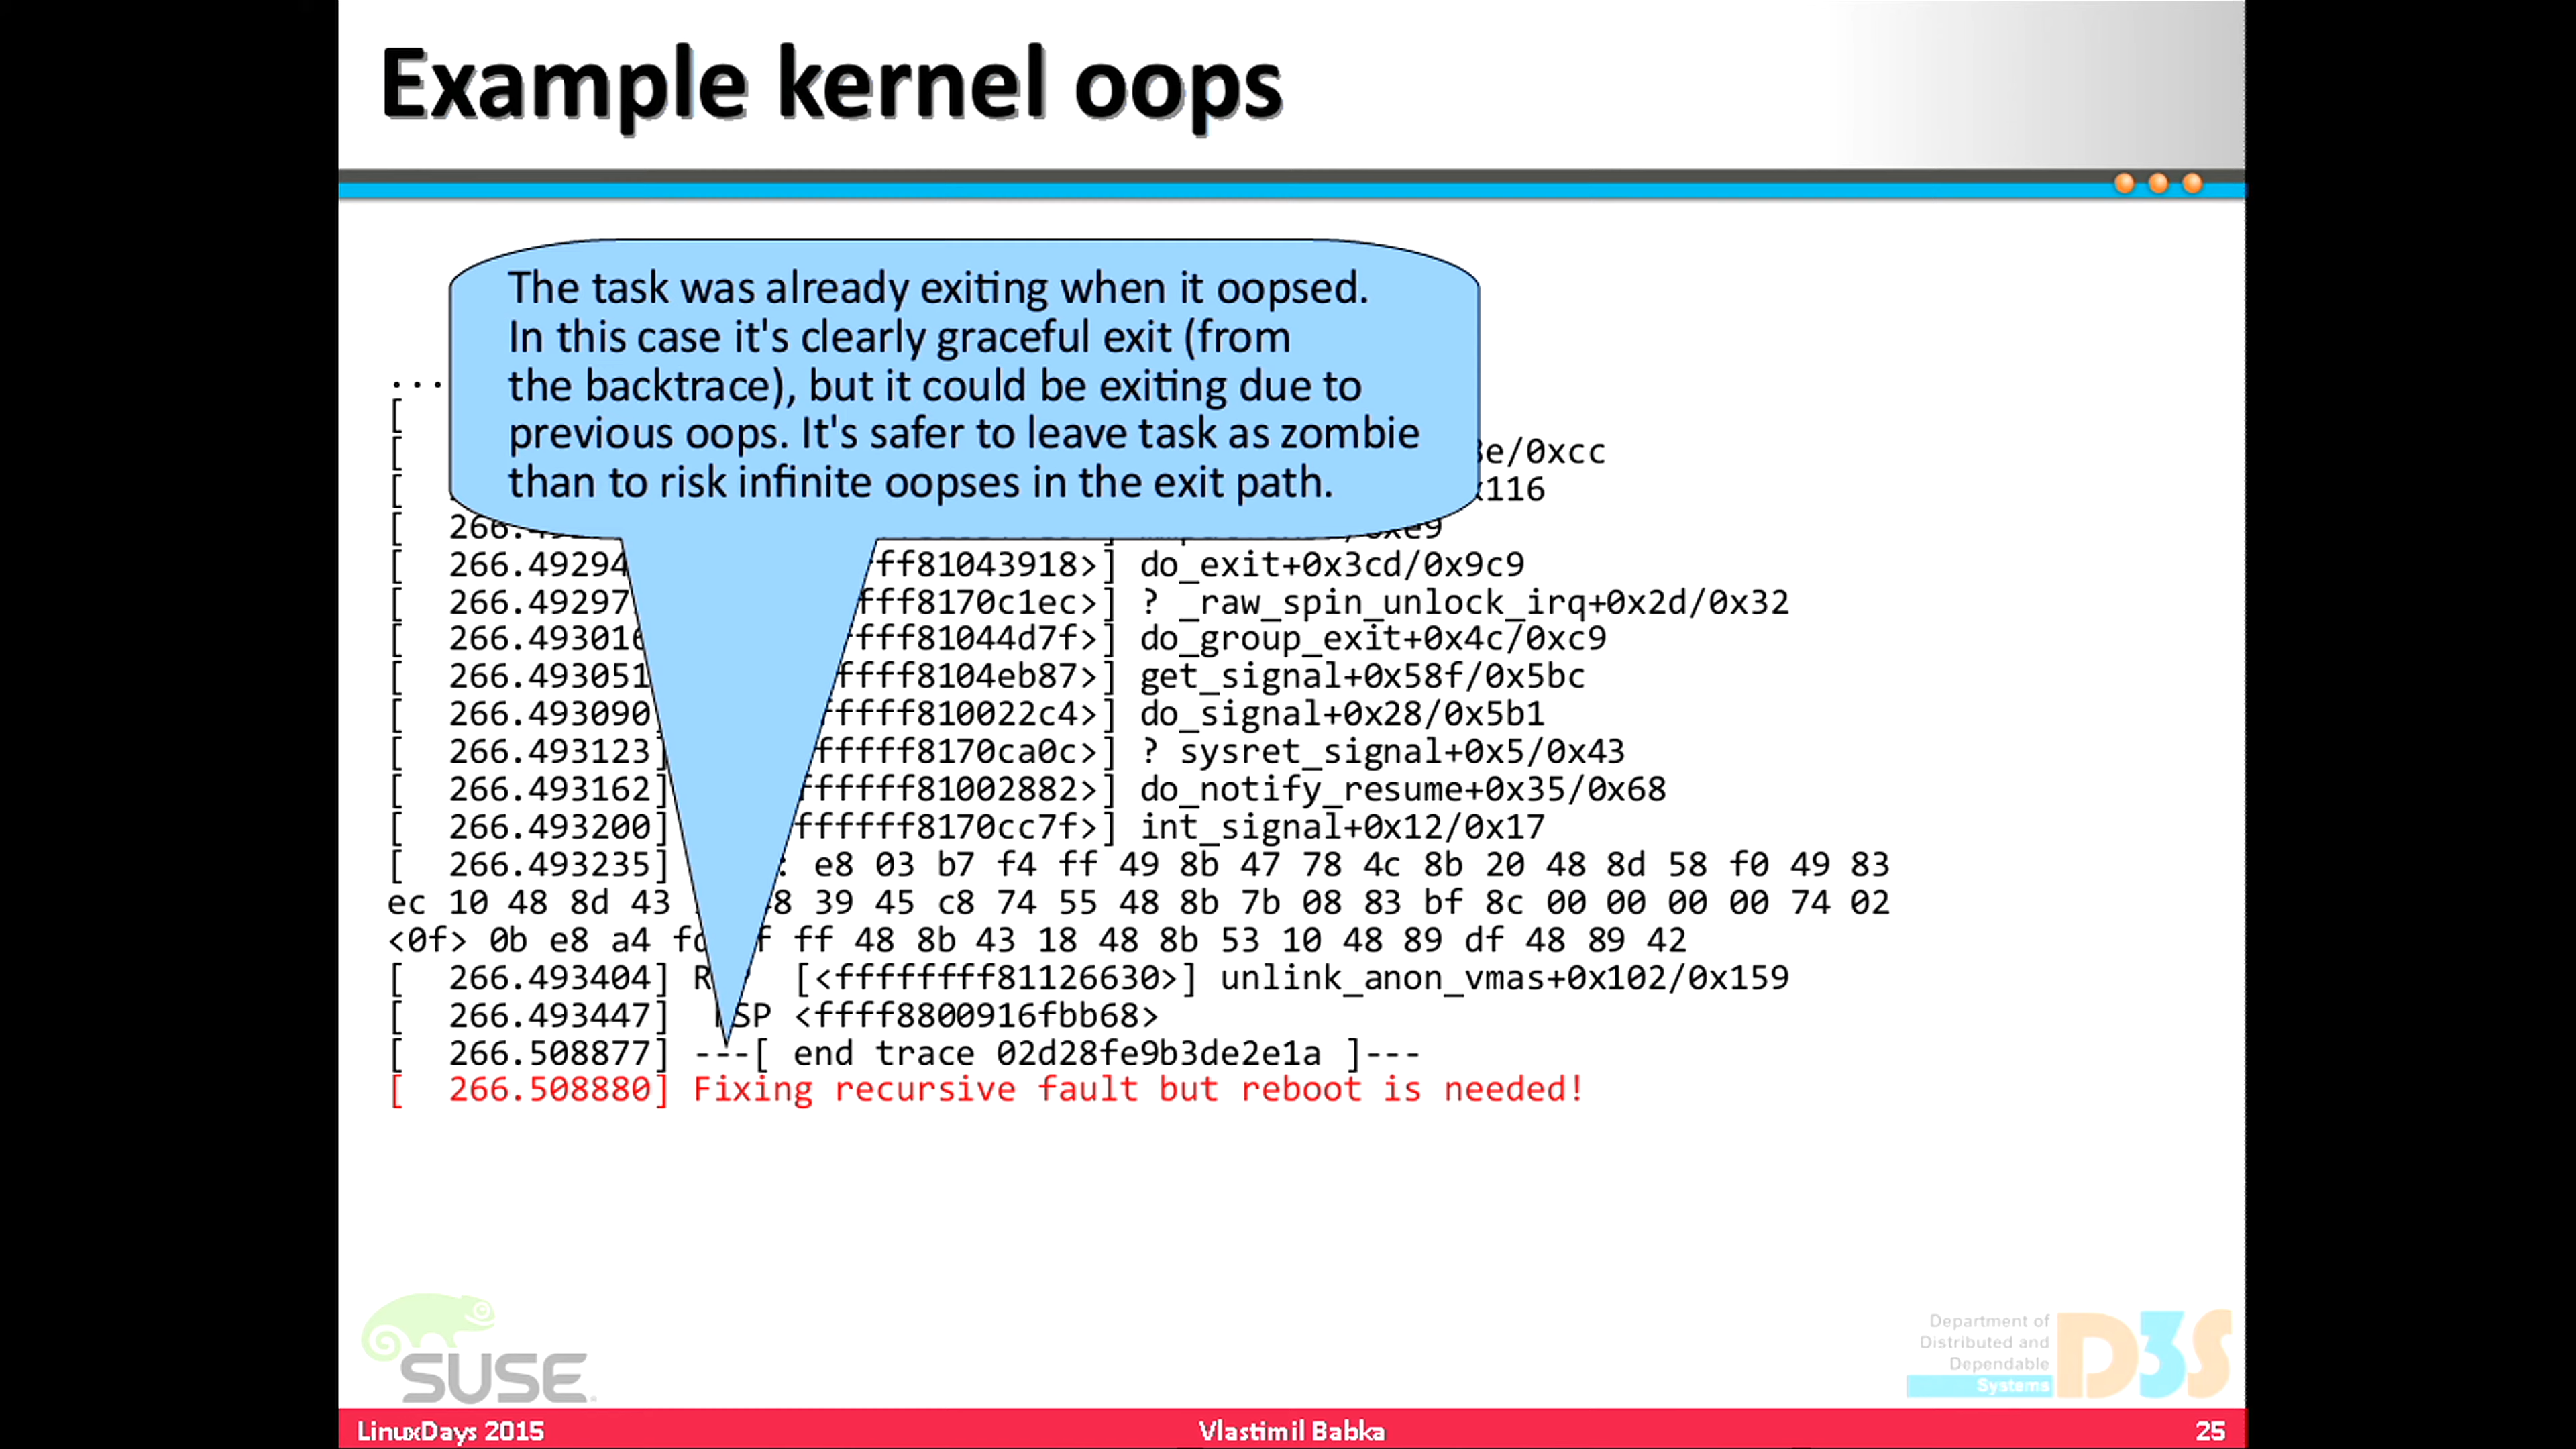 Example kernel oops
The task was already exiting when it oopsed.
In this case it's clearly graceful exit (from
the backtrace), but it could be exiting due to
previous oops. It's safer to leave task as zombie
than to risk infinite oopses in the exit path.
...
[
[ e/0xcc
[ 116
[ 266.
[ 266.49294 ff81043918>] do_exit+0x3cd/0x9c9
[ 266.49297 fff8170c1ec>] ? _raw_spin_unlock_irq+0x2d/0x32
[ 266.493016 fff81044d7f>] do_group_exit+0x4c/0xc9
[ 266.493051 ffff8104eb87>] get_signal+0x58f/0x5bc
[ 266.493090 ffff810022c4>] do_signal+0x28/0x5b1
[ 266.493123] fffff8170ca0c>] ? sysret_signal+0x5/0x43
[ 266.493162] ffffff81002882>] do_notify_resume+0x35/0x68
[ 266.493200] ffffff8170cc7f>] int_signal+0x12/0x17
[ 266.493235] : e8 03 b7 f4 ff 49 8b 47 78 4c 8b 20 48 8d 58 f0 49 83
ec 10 48 8d 43 8 39 45 c8 74 55 48 8b 7b 08 83 bf 8c 00 00 00 00 74 02
<0f> 0b e8 a4 ff 48 8b 43 18 48 8b 53 10 48 89 df 48 89 42
[ 266.493404] R [<ffffffff81126630>] unlink_anon_vmas+0x102/0x159
[ 266.493447] RSP <ffff8800916fbb68>
[ 266.508877] ---[ end trace 02d28fe9b3de2e1a ]---
[ 266.508880] Fixing recursive fault but reboot is needed!
SUSE
Department of
Distributed and
Dependable
Systems
D3S
LinuxDays 2015
Vlastimil Babka
25